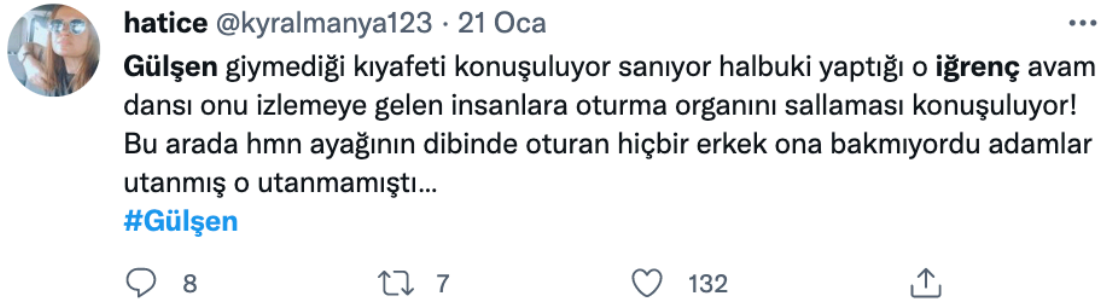 hatice @kyralmanya123 · 21 Oca
Gülşen giymediği kıyafeti konuşuluyor sanıyor halbuki yaptığı o iğrenç avam
dansı onu izlemeye gelen insanlara oturma organını sallaması konuşuluyor!
Bu arada hmn ayağının dibinde oturan hiçbir erkek ona bakmıyordu adamlar
utanmış o utanmamıştı...
#Gülşen
8 7 132